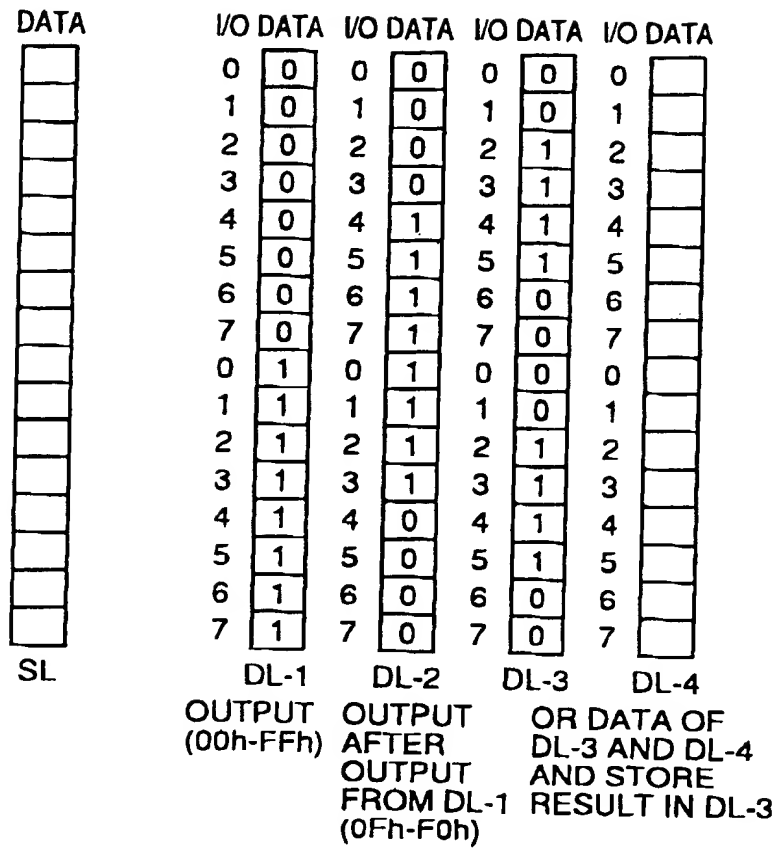 DATA I/O DATA I/O DATA I/O DATA I/O DATA
0 0 0 0 0 0 0
1 0 1 0 1 0 1
2 0 2 0 2 1 2
3 0 3 0 3 1 3
4 0 4 1 4 1 4
5 0 5 1 5 1 5
6 0 6 1 6 0 6
7 0 7 1 7 0 7
0 1 0 1 0 0 0
1 1 1 1 1 0 1
2 1 2 1 2 1 2
3 1 3 1 3 1 3
4 1 4 0 4 1 4
5 1 5 0 5 1 5
6 1 6 0 6 0 6
7 1 7 0 7 0 7
SL DL-1 DL-2 DL-3 DL-4
OUTPUT
(00h-FFh)
OUTPUT
AFTER
OUTPUT
FROM DL-1
(0Fh-F0h)
OR DATA OF
DL-3 AND DL-4
AND STORE
RESULT IN DL-3